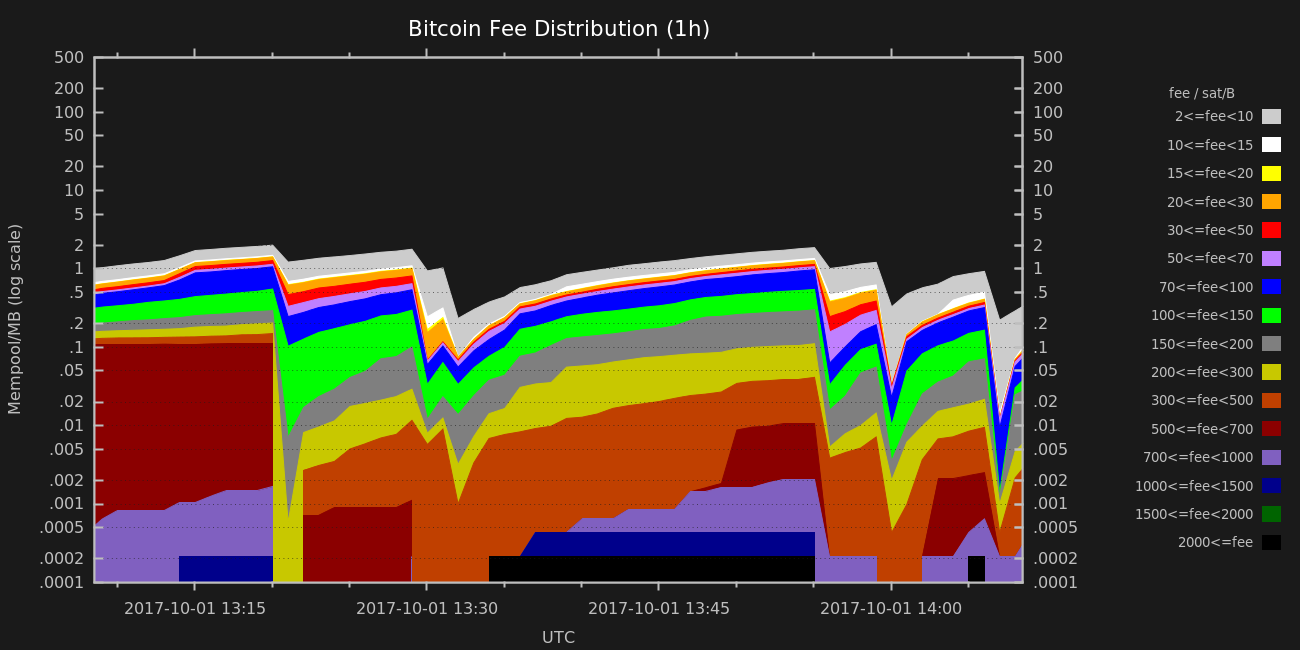 Bitcoin Fee Distribution (1h)
Mempool/MB (log scale)
500
200
100
50
20
10
5
2
1
.5
.2
.1
.05
.02
.01
.005
.002
.001
.0005
.0002
.0001
500
200
100
50
20
10
5
2
1
.5
.2
.1
.05
.02
.01
.005
.002
.001
.0005
.0002
.0001
fee / sat/B
2<=fee<10
10<=fee<15
15<=fee<20
20<=fee<30
30<=fee<50
50<=fee<70
70<=fee<100
100<=fee<150
150<=fee<200
200<=fee<300
300<=fee<500
500<=fee<700
700<=fee<1000
1000<=fee<1500
1500<=fee<2000
2000<=fee
2017-10-01 13:15
2017-10-01 13:30
2017-10-01 13:45
2017-10-01 14:00
UTC